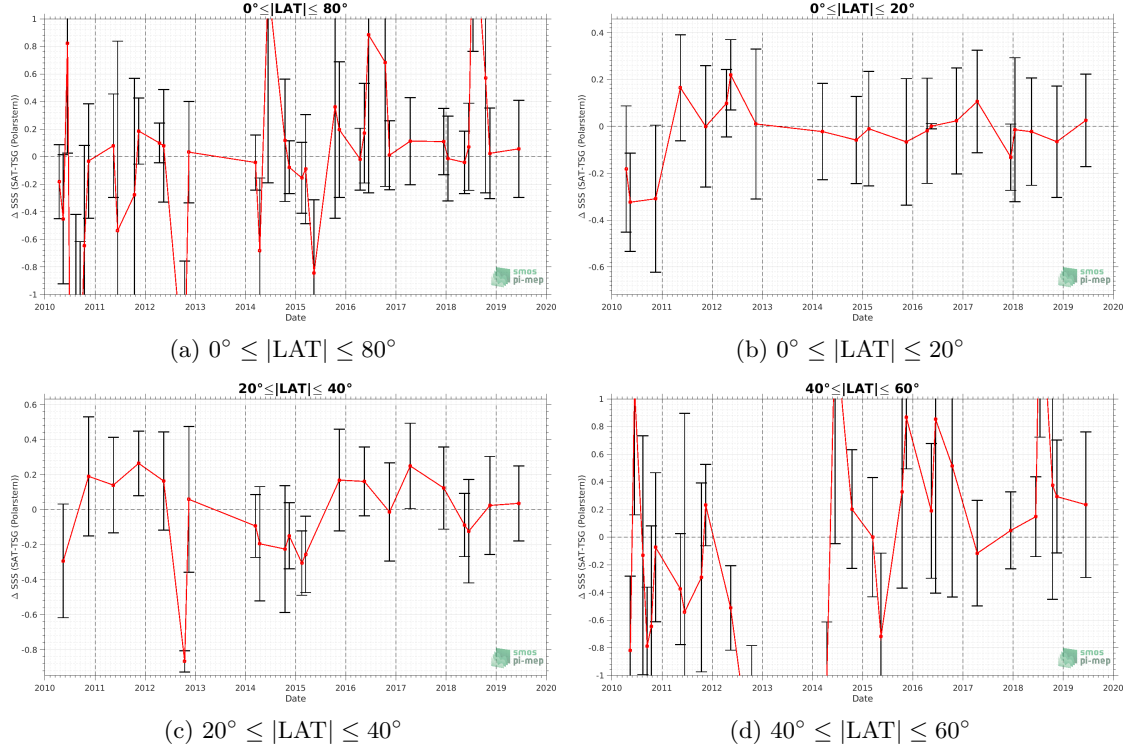 0°≤|LAT|≤ 80°
Δ SSS (SAT-TSG (Polarstern))
1
0.8
0.6
0.4
0.2
0
-0.2
-0.4
-0.6
-0.8
-1
2010 2011 2012 2013 2014 2015 2016 2017 2018 2019 2020
Date
smos
pi-mep
(a) 0° ≤ |LAT| ≤ 80°
0°≤|LAT|≤ 20°
Δ SSS (SAT-TSG (Polarstern))
0.4
0.2
0
-0.2
-0.4
-0.6
2010 2011 2012 2013 2014 2015 2016 2017 2018 2019 2020
Date
smos
pi-mep
(b) 0° ≤ |LAT| ≤ 20°
20°≤|LAT|≤ 40°
Δ SSS (SAT-TSG (Polarstern))
0.6
0.4
0.2
0
-0.2
-0.4
-0.6
-0.8
2010 2011 2012 2013 2014 2015 2016 2017 2018 2019 2020
Date
smos
pi-mep
(c) 20° ≤ |LAT| ≤ 40°
40°≤|LAT|≤ 60°
Δ SSS (SAT-TSG (Polarstern))
1
0.8
0.6
0.4
0.2
0
-0.2
-0.4
-0.6
-0.8
-1
2010 2011 2012 2013 2014 2015 2016 2017 2018 2019 2020
Date
smos
pi-mep
(d) 40° ≤ |LAT| ≤ 60°